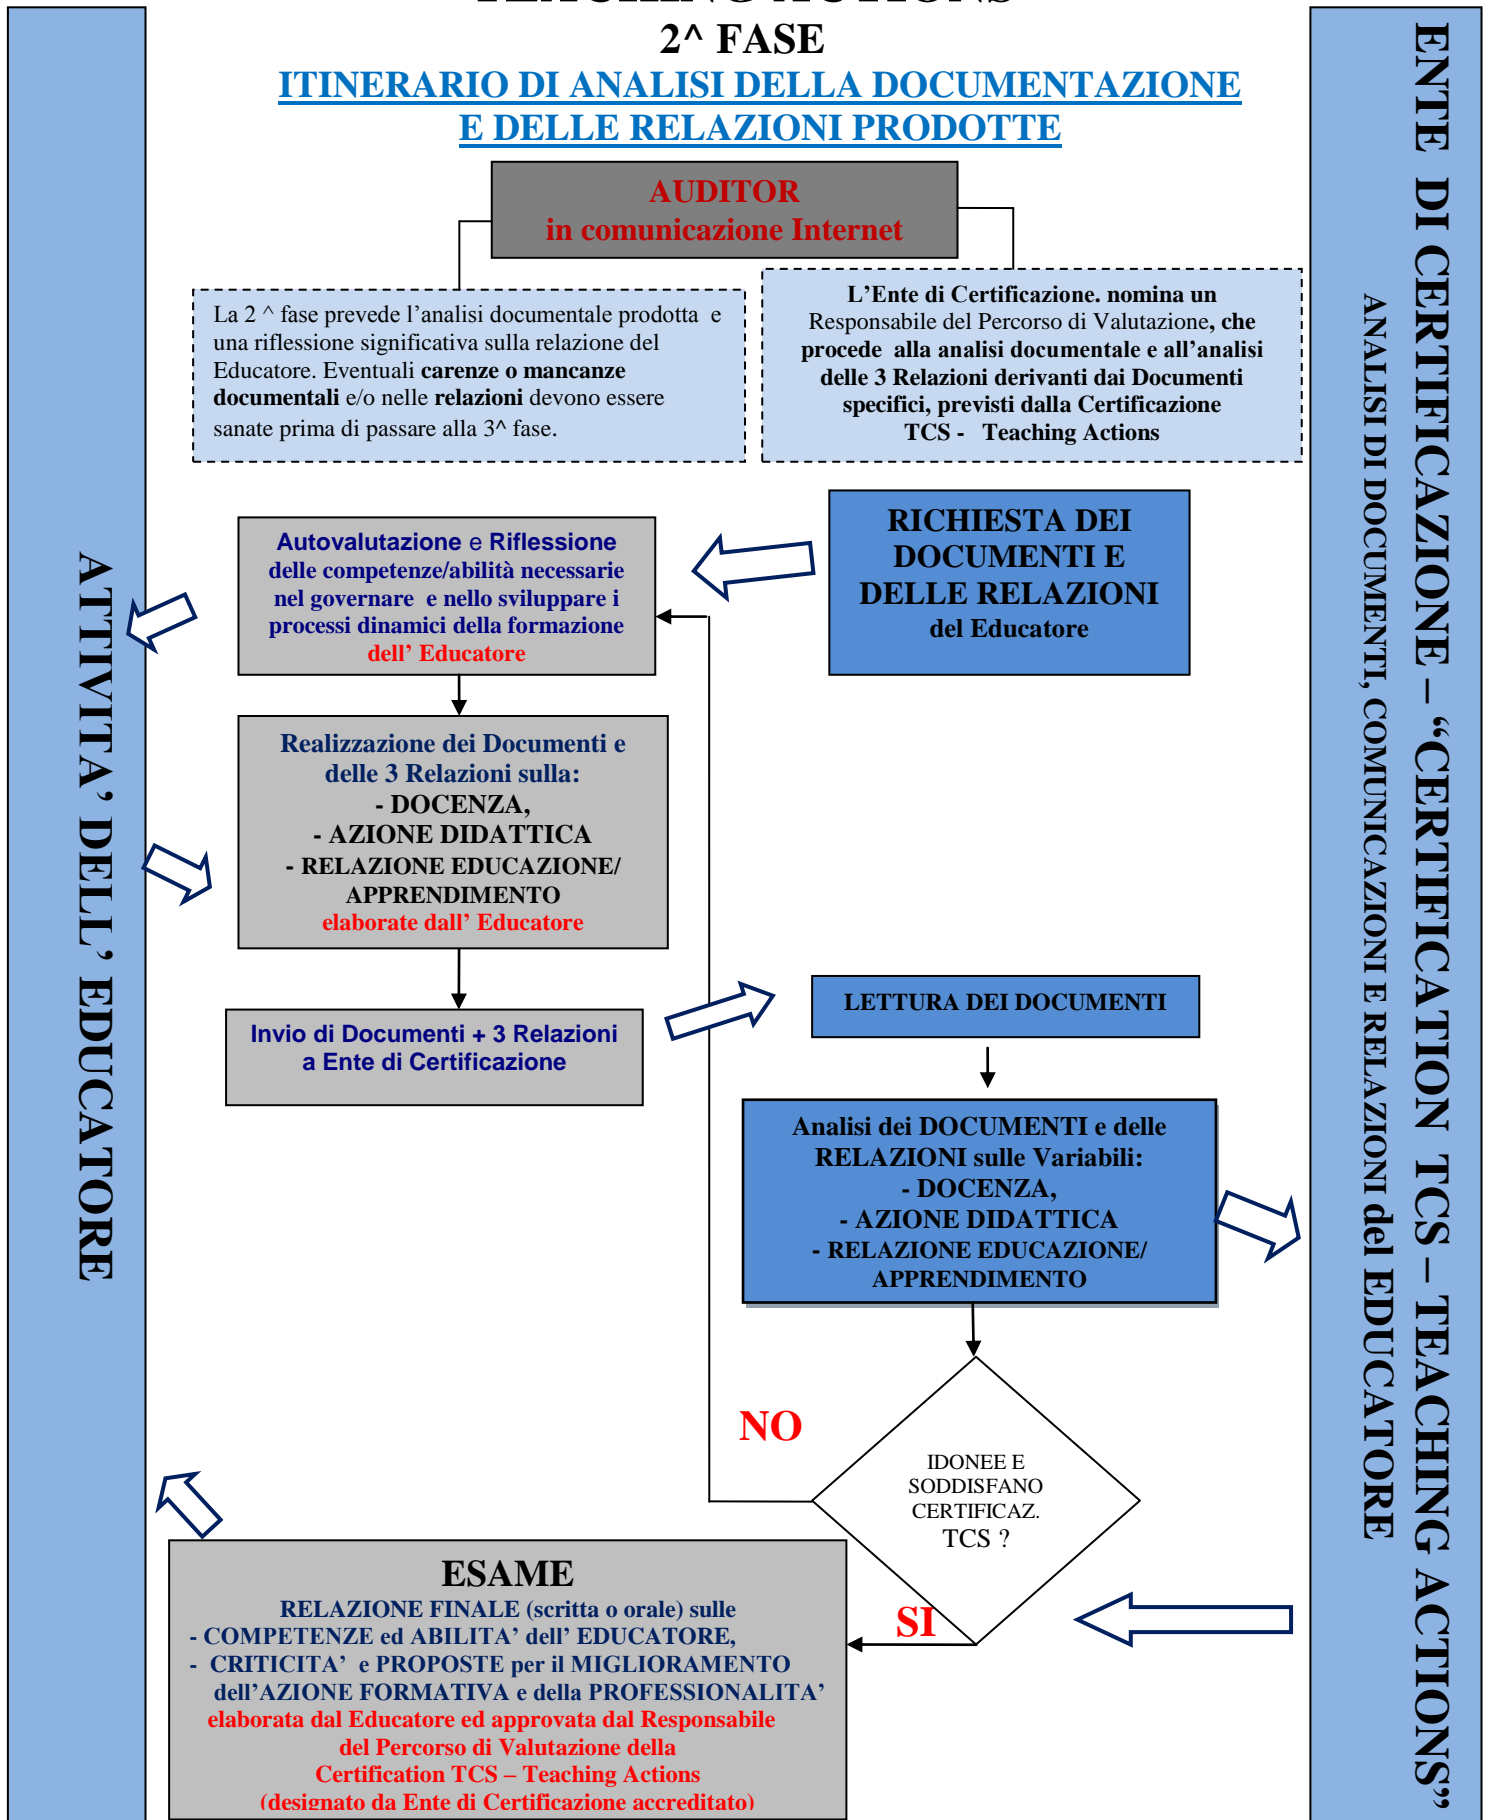 TEACHING ACTIONS
2^ FASE
ITINERARIO DI ANALISI DELLA DOCUMENTAZIONE
E DELLE RELAZIONI PRODOTTE
AUDITOR
in comunicazione Internet
La 2 ^ fase prevede l’analisi documentale prodotta e
una riflessione significativa sulla relazione del
Educatore. Eventuali carenze o mancanze
documentali e/o nelle relazioni devono essere
sanate prima di passare alla 3^ fase.
L’Ente di Certificazione. nomina un
Responsabile del Percorso di Valutazione, che
procede alla analisi documentale e all’analisi
delle 3 Relazioni derivanti dai Documenti
specifici, previsti dalla Certificazione
TCS - Teaching Actions
RICHIESTA DEI
DOCUMENTI E
DELLE RELAZIONI
del Educatore
Autovalutazione e Riflessione
delle competenze/abilità necessarie
nel governare e nello sviluppare i
processi dinamici della formazione
dell’ Educatore
Realizzazione dei Documenti e
delle 3 Relazioni sulla:
- DOCENZA,
- AZIONE DIDATTICA
- RELAZIONE EDUCAZIONE/
APPRENDIMENTO
elaborate dall’ Educatore
Invio di Documenti + 3 Relazioni
a Ente di Certificazione
LETTURA DEI DOCUMENTI
Analisi dei DOCUMENTI e delle
RELAZIONI sulle Variabili:
- DOCENZA,
- AZIONE DIDATTICA
- RELAZIONE EDUCAZIONE/
APPRENDIMENTO
NO
IDONEE E
SODDISFANO
CERTIFICAZ.
TCS ?
SI
ESAME
RELAZIONE FINALE (scritta o orale) sulle
- COMPETENZE ed ABILITA’ dell’ EDUCATORE,
- CRITICITA’ e PROPOSTE per il MIGLIORAMENTO
dell’AZIONE FORMATIVA e della PROFESSIONALITA’
elaborata dal Educatore ed approvata dal Responsabile
del Percorso di Valutazione della
Certification TCS – Teaching Actions
(designato da Ente di Certificazione accreditato)
ATTIVITA’ DELL’ EDUCATORE
ENTE DI CERTIFICAZIONE – “CERTIFICATION TCS – TEACHING ACTIONS”
ANALISI DI DOCUMENTI, COMUNICAZIONI E RELAZIONI del EDUCATORE